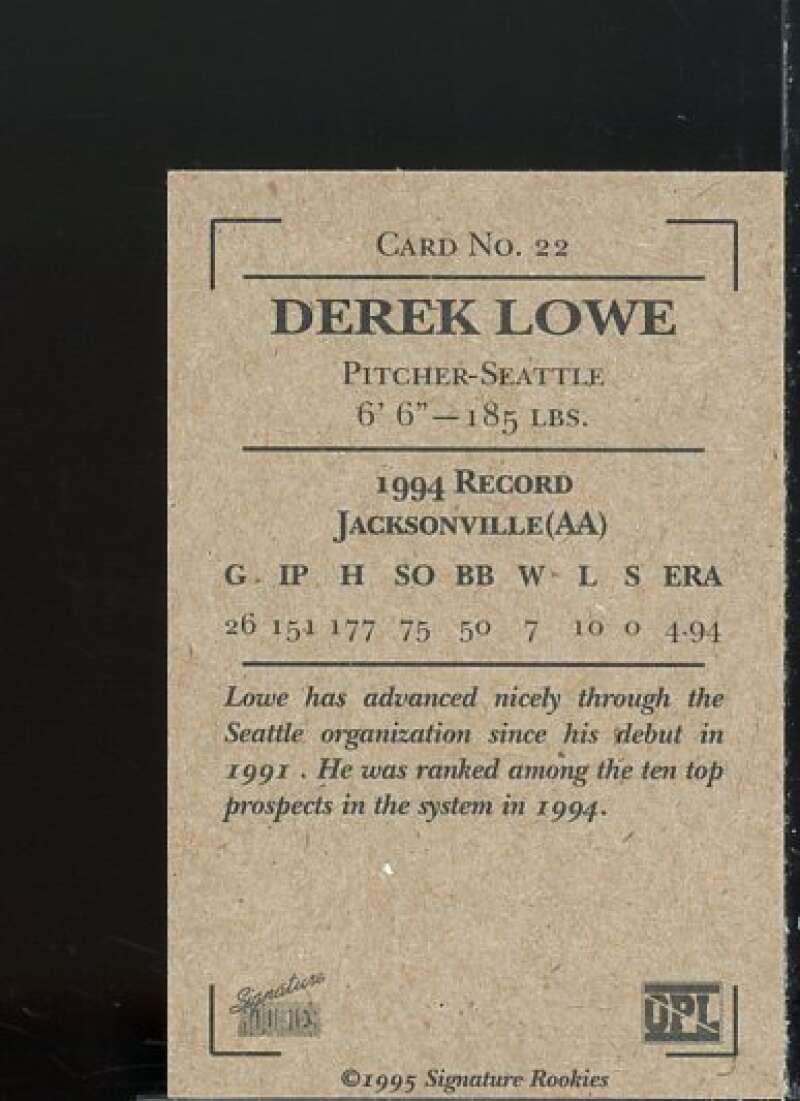 Card No. 22
DEREK LOWE
Pitcher-Seattle
6' 6"—185 lbs.
1994 Record
Jacksonville(AA)
G IP H SO BB W L S ERA
26 151 177 75 50 7 10 0 4.94
Lowe has advanced nicely through the
Seattle organization since his debut in
1991 . He was ranked among the ten top
prospects in the system in 1994.
Signature
ROOKIES
OPL
©1995 Signature Rookies